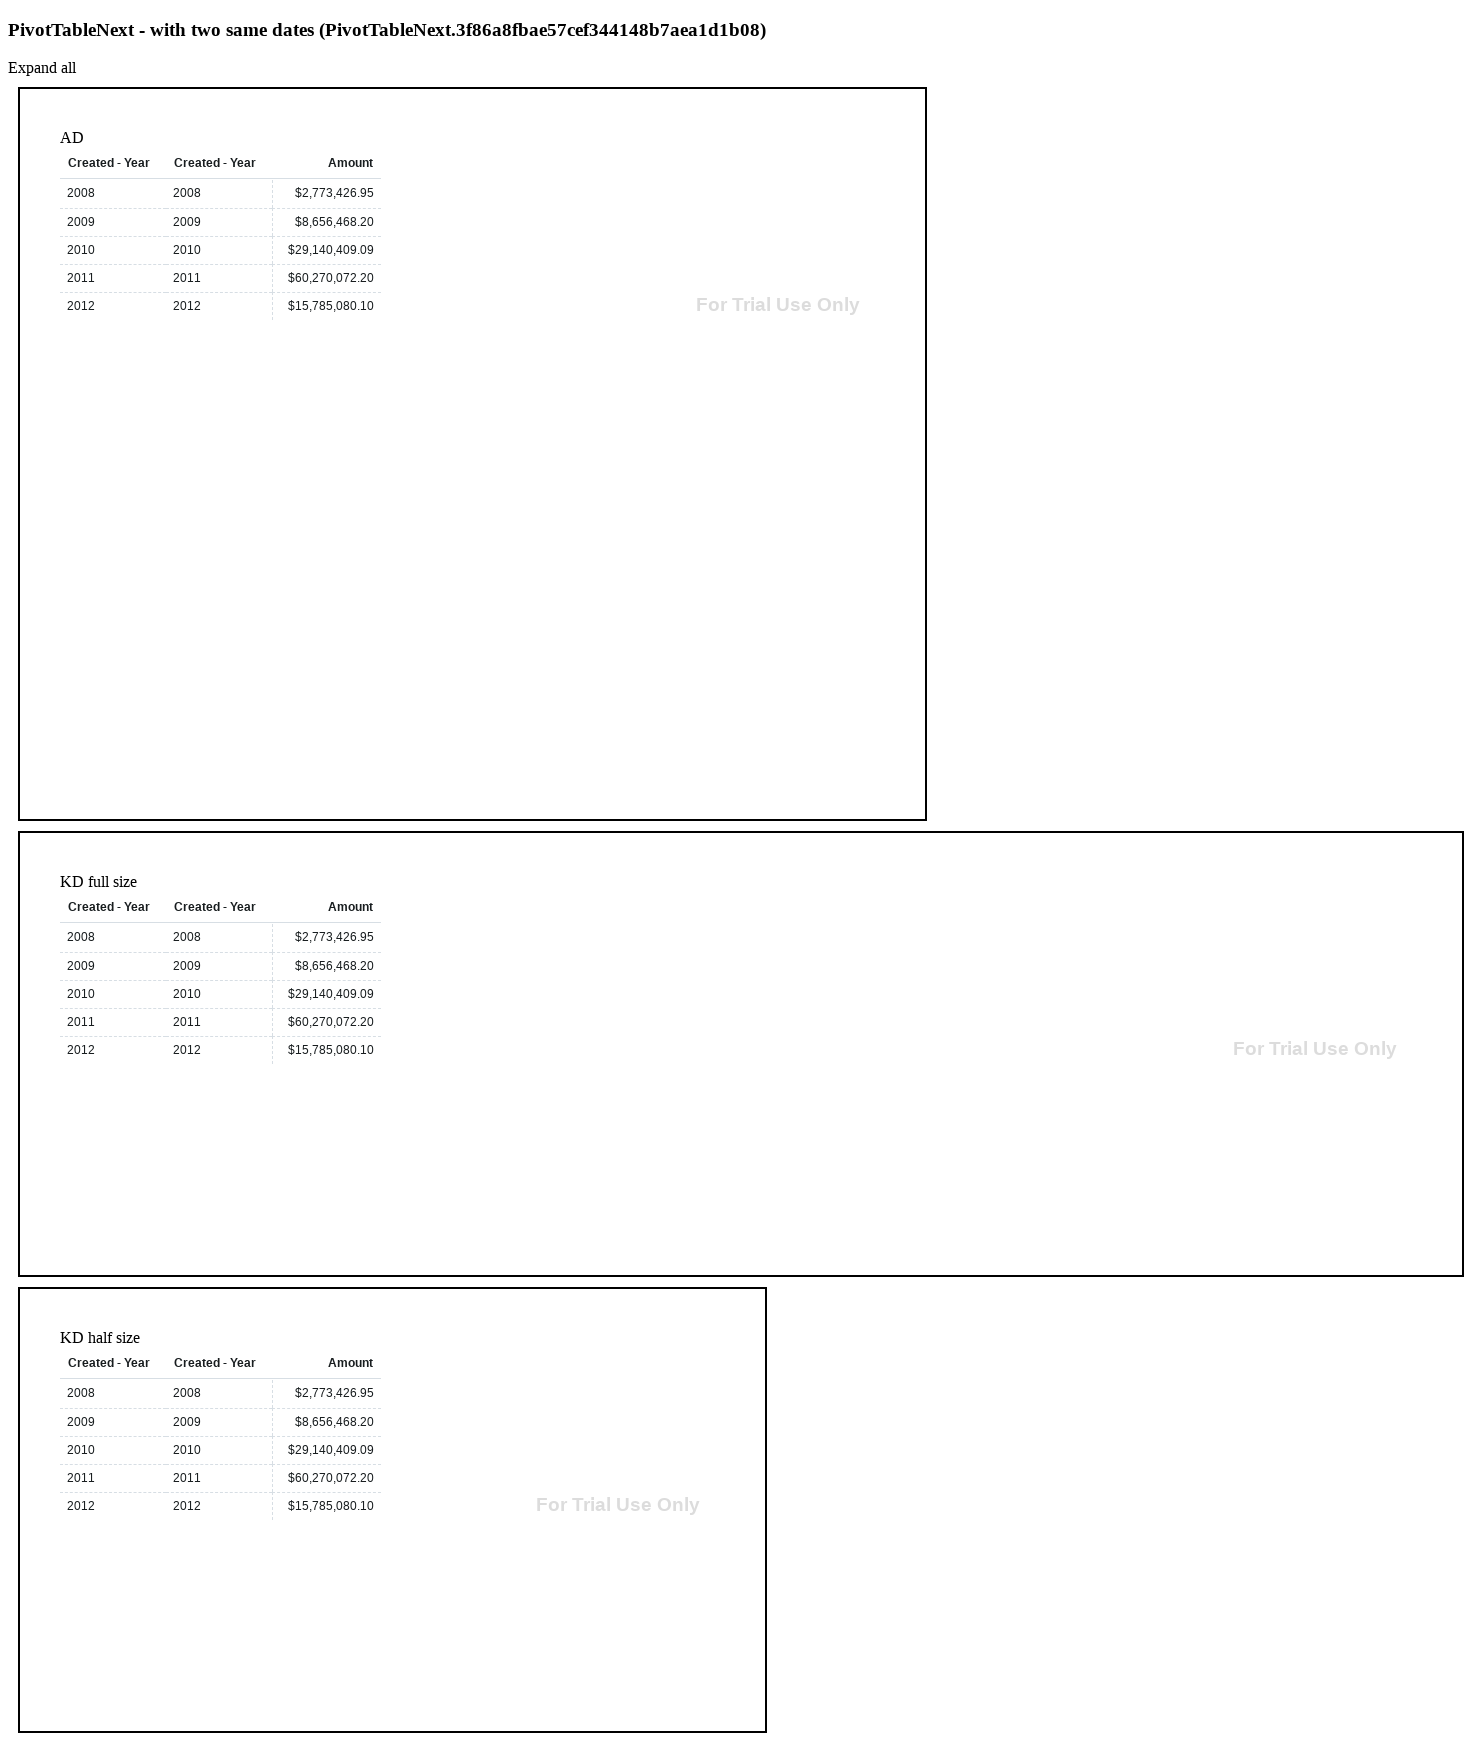 PivotTableNext - with two same dates (PivotTableNext.3f86a8fbae57cef344148b7aea1d1b08)
Expand all
AD
Created - Year Created - Year Amount
2008 2008 $2,773,426.95
2009 2009 $8,656,468.20
2010 2010 $29,140,409.09
2011 2011 $60,270,072.20
2012 2012 $15,785,080.10
For Trial Use Only
KD full size
Created - Year Created - Year Amount
2008 2008 $2,773,426.95
2009 2009 $8,656,468.20
2010 2010 $29,140,409.09
2011 2011 $60,270,072.20
2012 2012 $15,785,080.10
For Trial Use Only
KD half size
Created - Year Created - Year Amount
2008 2008 $2,773,426.95
2009 2009 $8,656,468.20
2010 2010 $29,140,409.09
2011 2011 $60,270,072.20
2012 2012 $15,785,080.10
For Trial Use Only